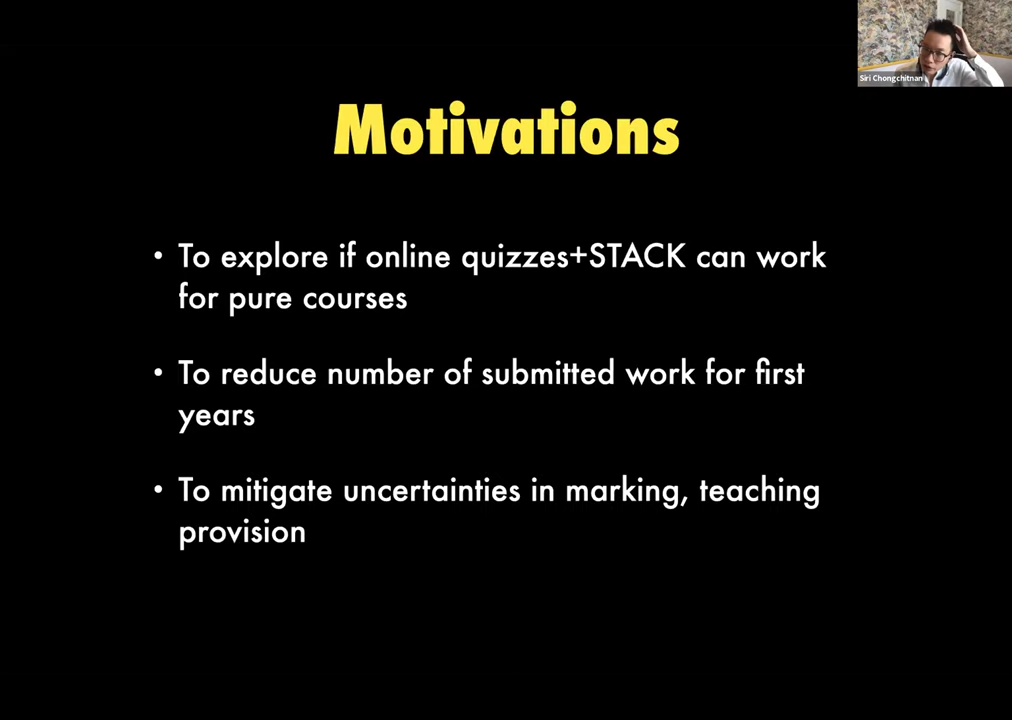 Siri Chongchitnan
Motivations
• To explore if online quizzes+STACK can work
for pure courses
• To reduce number of submitted work for first
years
• To mitigate uncertainties in marking, teaching
provision